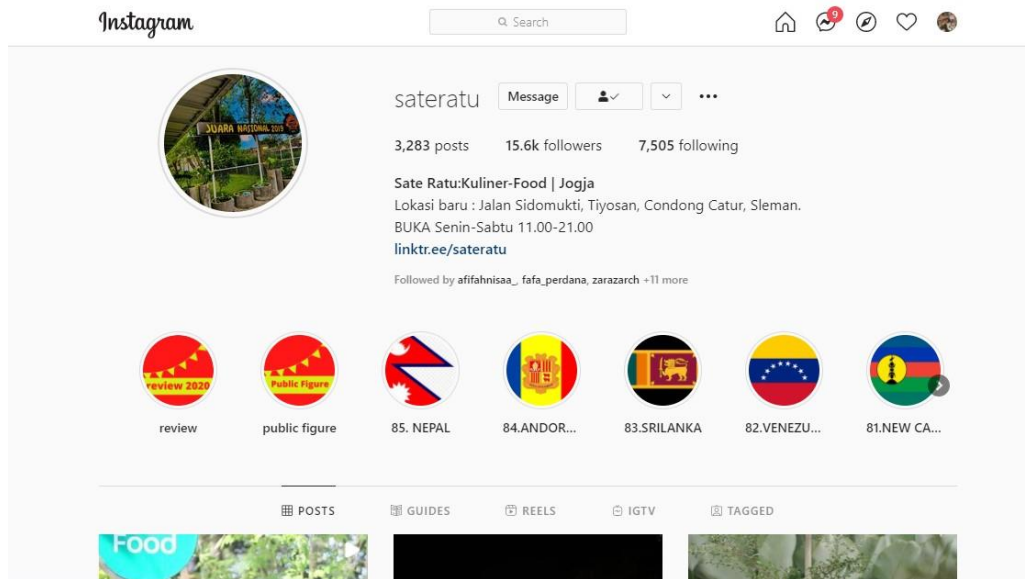 Instagram
Search
9
JUARA NASIONAL 2019
sateratu
Message
3,283 posts 15.6k followers 7,505 following
Sate Ratu:Kuliner-Food | Jogja
Lokasi baru : Jalan Sidomukti, Tiyosan, Condong Catur, Sleman.
BUKA Senin-Sabtu 11.00-21.00
linktr.ee/sateratu
Followed by afifahnisaa_, fafa_perdana, zarazarch +11 more
review 2020
Public Figure
review public figure 85. NEPAL 84.ANDOR... 83.SRILANKA 82.VENEZU... 81.NEW CA...
POSTS GUIDES REELS IGTV TAGGED
Food